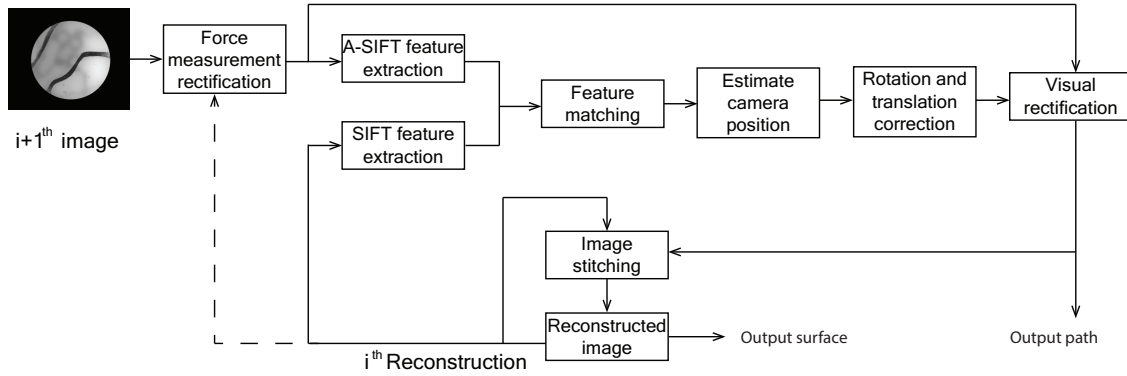 i+1th image
Force
measurement
rectification
A-SIFT feature
extraction
SIFT feature
extraction
Feature
matching
Estimate
camera
position
Rotation and
translation
correction
Visual
rectification
Image
stitching
Reconstructed
image
Output surface
Output path
ith Reconstruction